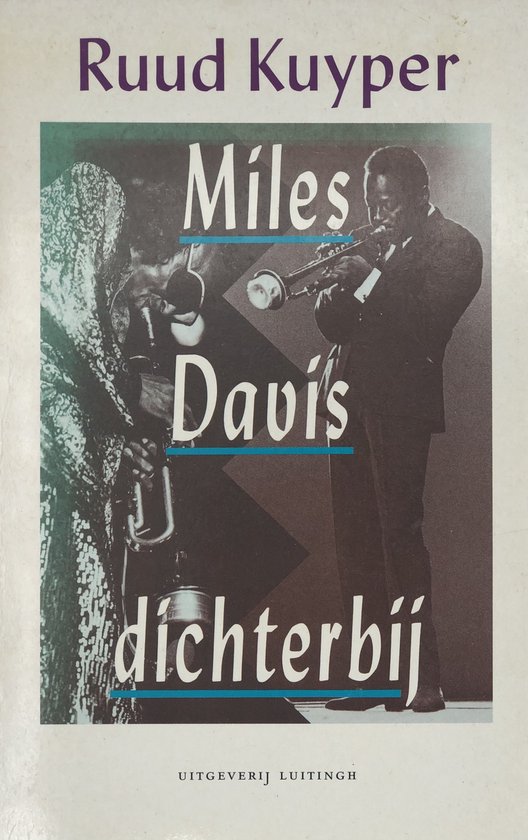 Ruud Kuyper
Miles
Davis
dichterbij
UITGEVERIJ LUITINGH